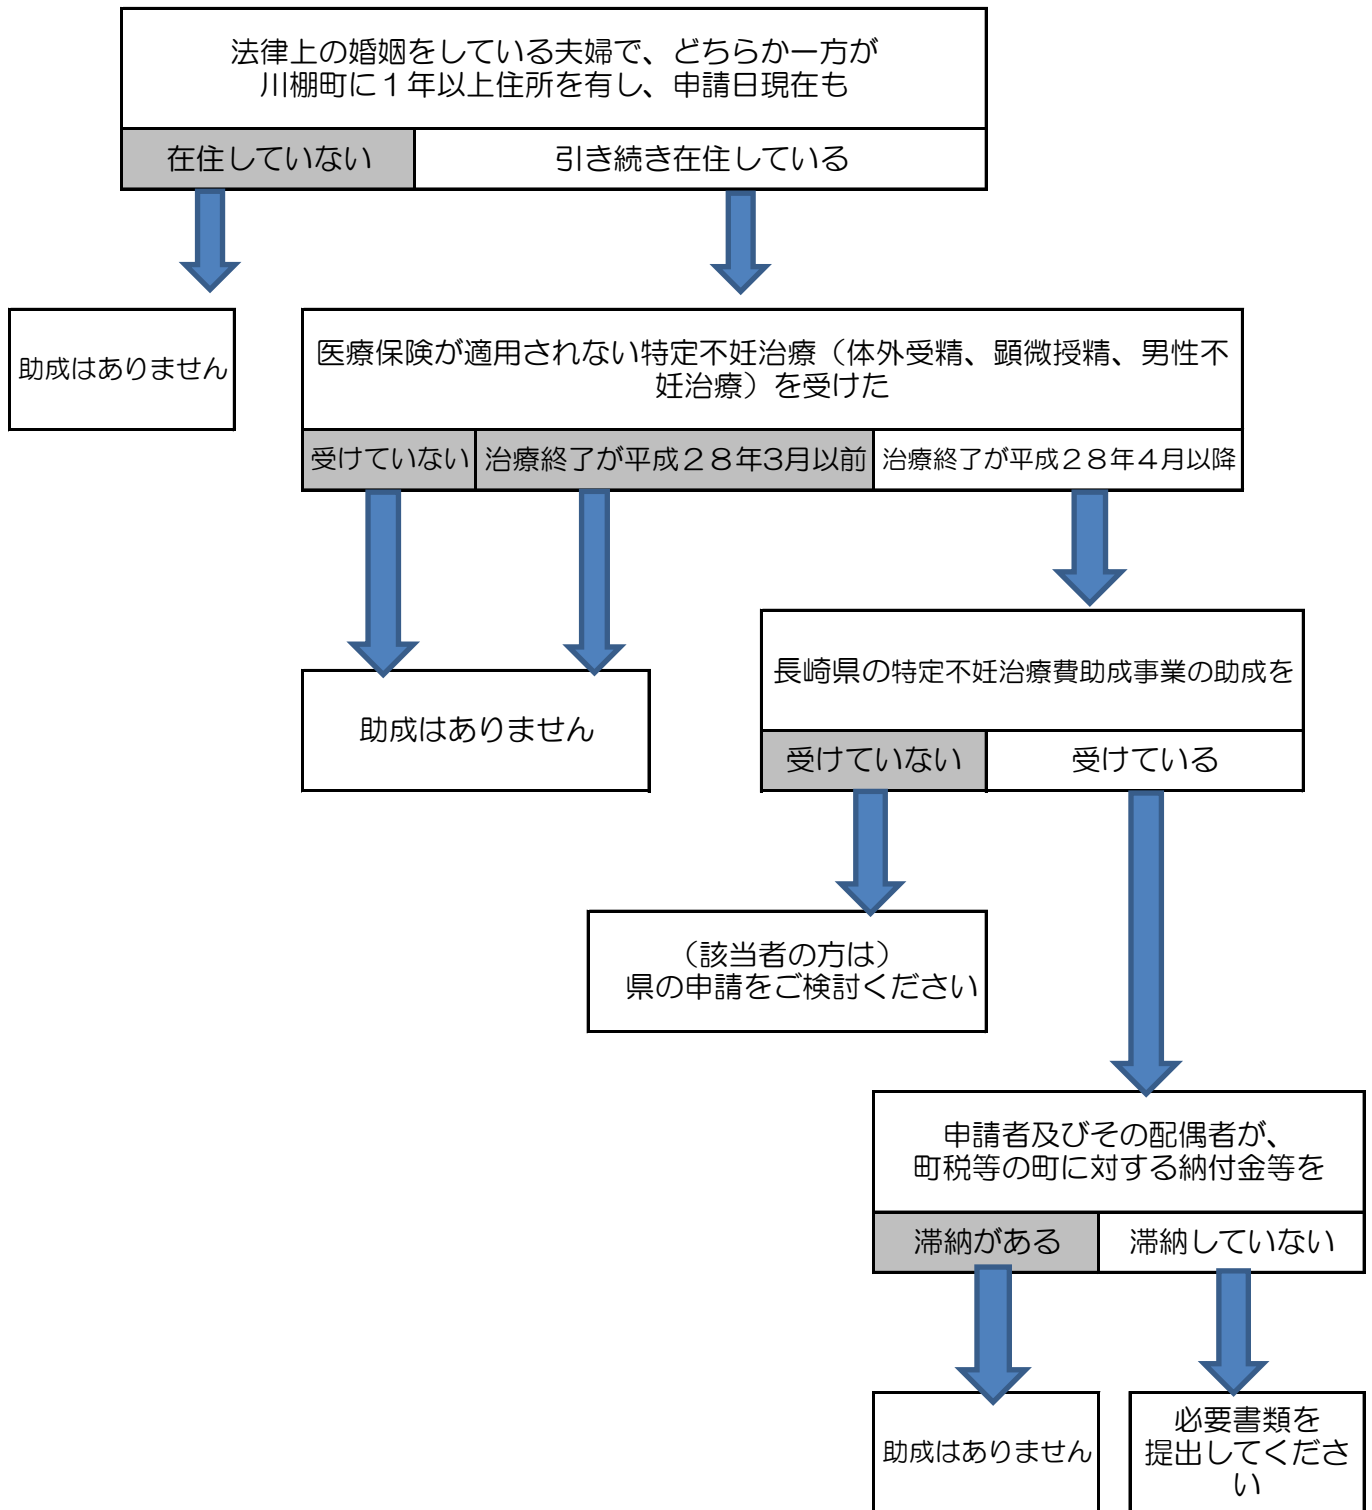 法律上の婚姻をしている夫婦で、どちらか一方が
川棚町に１年以上住所を有し、申請日現在も
在住していない
引き続き在住している
助成はありません
医療保険が適用されない特定不妊治療（体外受精、顕微授精、男性不
妊治療）を受けた
受けていない
治療終了が平成２８年3月以前
治療終了が平成２８年４月以降
助成はありません
長崎県の特定不妊治療費助成事業の助成を
受けていない
受けている
（該当者の方は）
県の申請をご検討ください
申請者及びその配偶者が、
町税等の町に対する納付金等を
滞納がある
滞納していない
助成はありません
必要書類を
提出してくださ
い